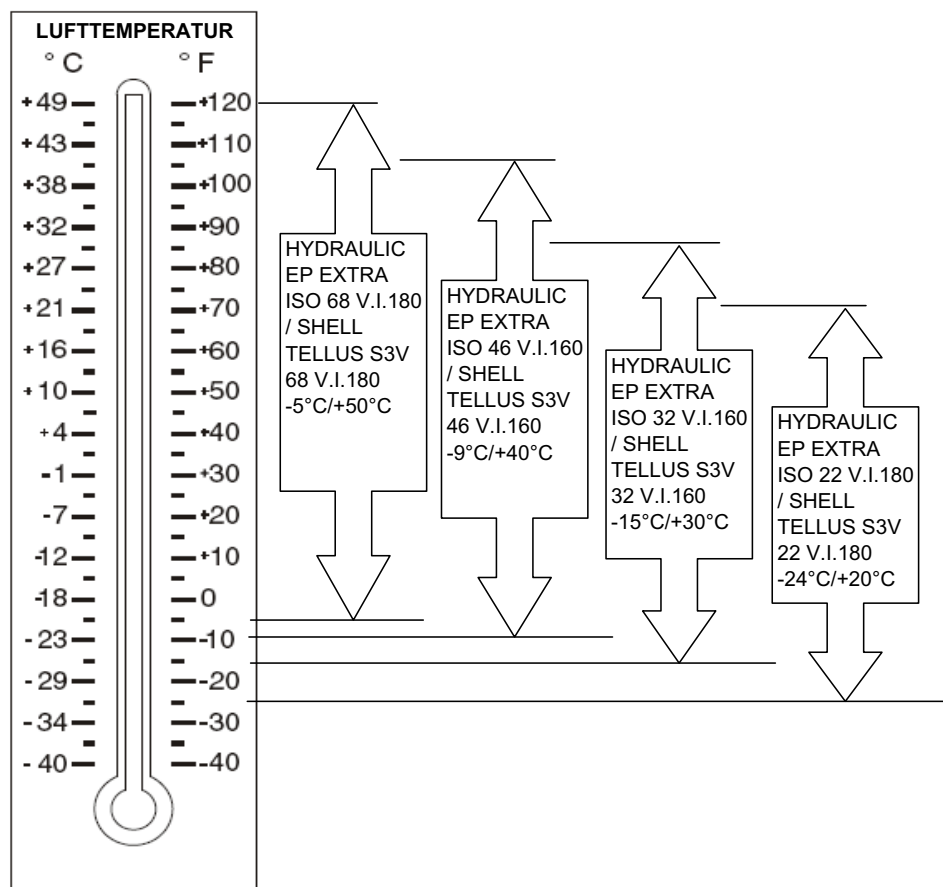 LUFTTEMPERATUR
° C ° F
+49 +120
+43 +110
+38 +100
+32 +90
+27 +80
+21 +70
+16 +60
+10 +50
+4 +40
-1 +30
-7 +20
-12 +10
-18 0
-23 -10
-29 -20
-34 -30
-40 -40
HYDRAULIC
EP EXTRA
ISO 68 V.I.180
/ SHELL
TELLUS S3V
68 V.I.180
-5°C/+50°C
HYDRAULIC
EP EXTRA
ISO 46 V.I.160
/ SHELL
TELLUS S3V
46 V.I.160
-9°C/+40°C
HYDRAULIC
EP EXTRA
ISO 32 V.I.160
/ SHELL
TELLUS S3V
32 V.I.160
-15°C/+30°C
HYDRAULIC
EP EXTRA
ISO 22 V.I.180
/ SHELL
TELLUS S3V
22 V.I.180
-24°C/+20°C